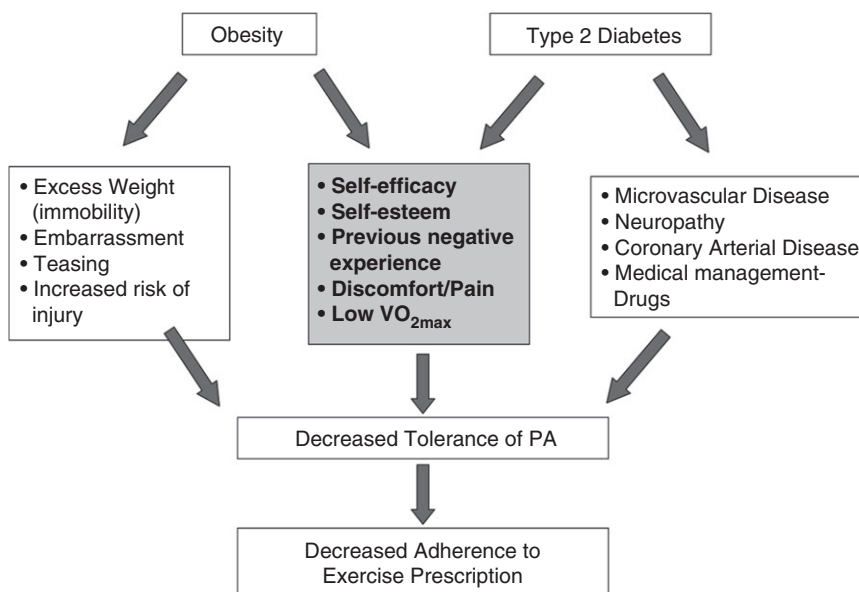 Obesity
Type 2 Diabetes
• Excess Weight
(immobility)
• Embarrassment
• Teasing
• Increased risk of
injury
• Self-efficacy
• Self-esteem
• Previous negative
experience
• Discomfort/Pain
• Low VO2max
• Microvascular Disease
• Neuropathy
• Coronary Arterial Disease
• Medical management-
Drugs
Decreased Tolerance of PA
Decreased Adherence to
Exercise Prescription